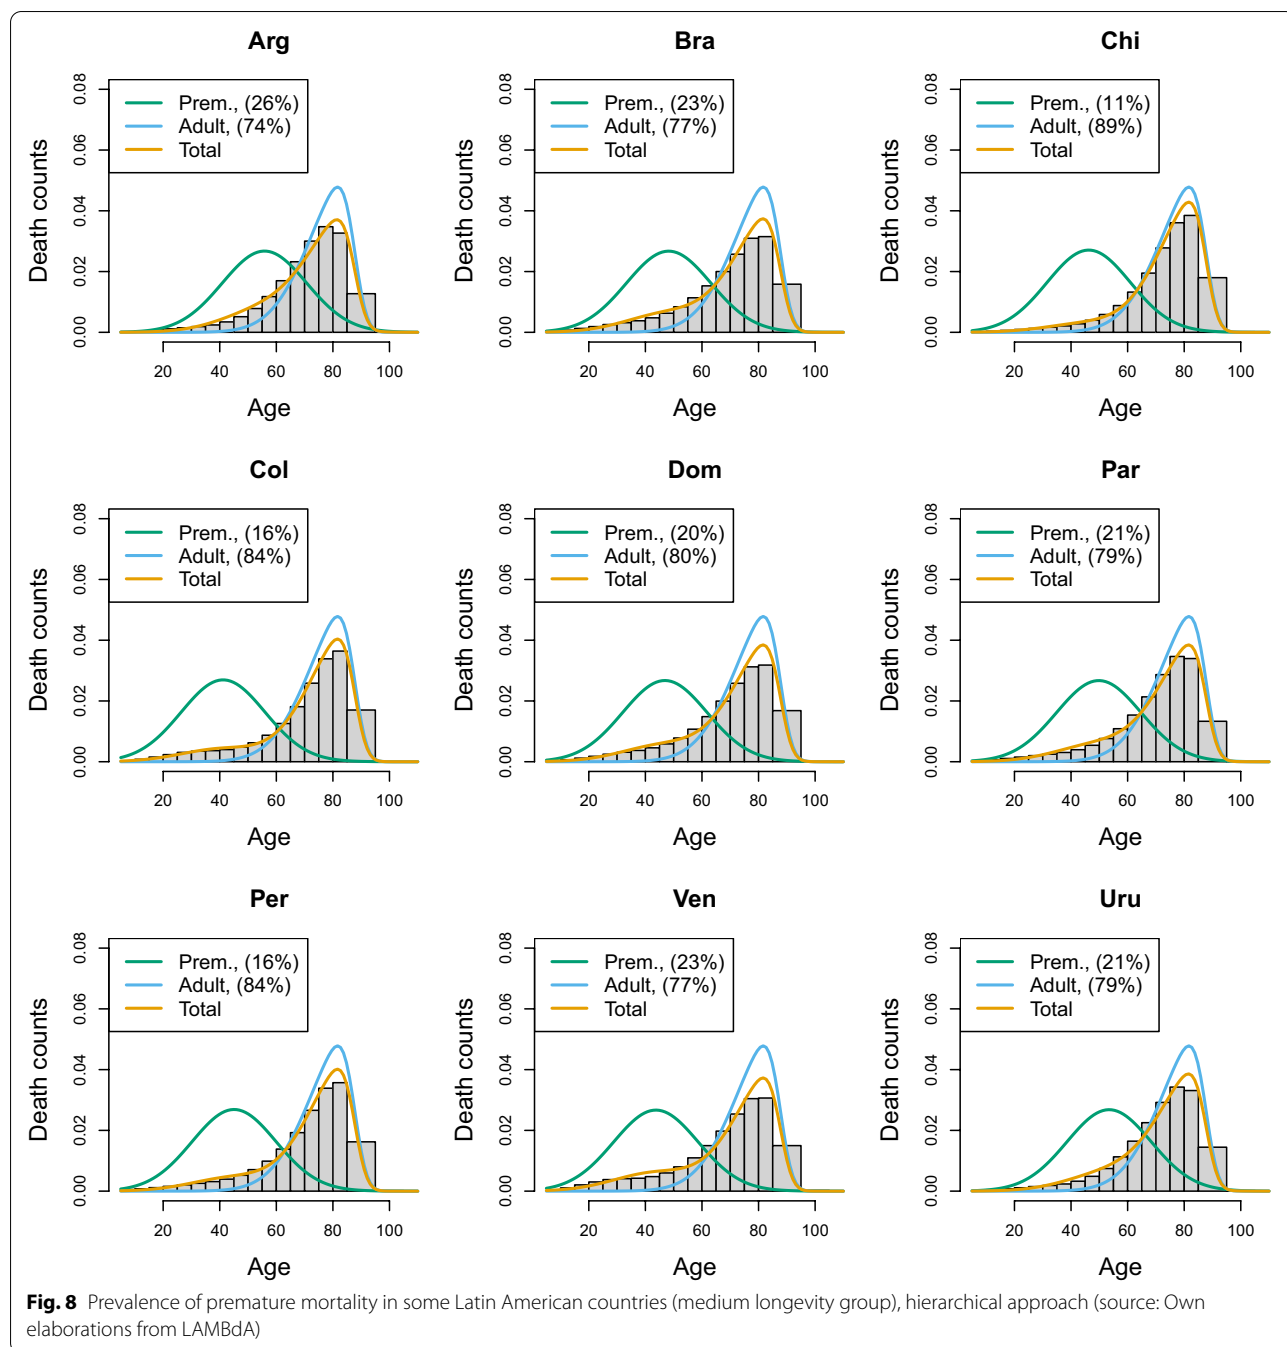 Arg
Death counts
0.00 0.02 0.04 0.06 0.08
Prem., (26%)
Adult, (74%)
Total
20 40 60 80 100
Age
Bra
Death counts
0.00 0.02 0.04 0.06 0.08
Prem., (23%)
Adult, (77%)
Total
20 40 60 80 100
Age
Chi
Death counts
0.00 0.02 0.04 0.06 0.08
Prem., (11%)
Adult, (89%)
Total
20 40 60 80 100
Age
Col
Death counts
0.00 0.02 0.04 0.06 0.08
Prem., (16%)
Adult, (84%)
Total
20 40 60 80 100
Age
Dom
Death counts
0.00 0.02 0.04 0.06 0.08
Prem., (20%)
Adult, (80%)
Total
20 40 60 80 100
Age
Par
Death counts
0.00 0.02 0.04 0.06 0.08
Prem., (21%)
Adult, (79%)
Total
20 40 60 80 100
Age
Per
Death counts
0.00 0.02 0.04 0.06 0.08
Prem., (16%)
Adult, (84%)
Total
20 40 60 80 100
Age
Ven
Death counts
0.00 0.02 0.04 0.06 0.08
Prem., (23%)
Adult, (77%)
Total
20 40 60 80 100
Age
Uru
Death counts
0.00 0.02 0.04 0.06 0.08
Prem., (21%)
Adult, (79%)
Total
20 40 60 80 100
Age
Fig. 8 Prevalence of premature mortality in some Latin American countries (medium longevity group), hierarchical approach (source: Own
elaborations from LAMBdA)